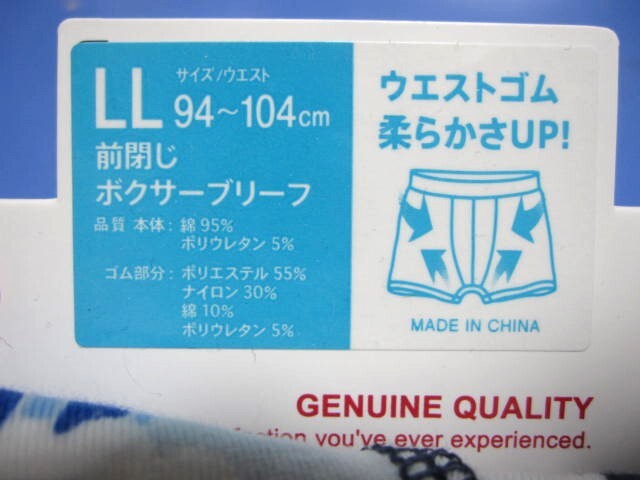 LL サイズ/ウエスト
94～104cm
前閉じ
ボクサーブリーフ
品質 本体：綿 95%
ポリウレタン 5%
ゴム部分：ポリエステル 55%
ナイロン 30%
綿 10%
ポリウレタン 5%
ウエストゴム
柔らかさUP!
MADE IN CHINA
GENUINE QUALITY
you've ever experienced.